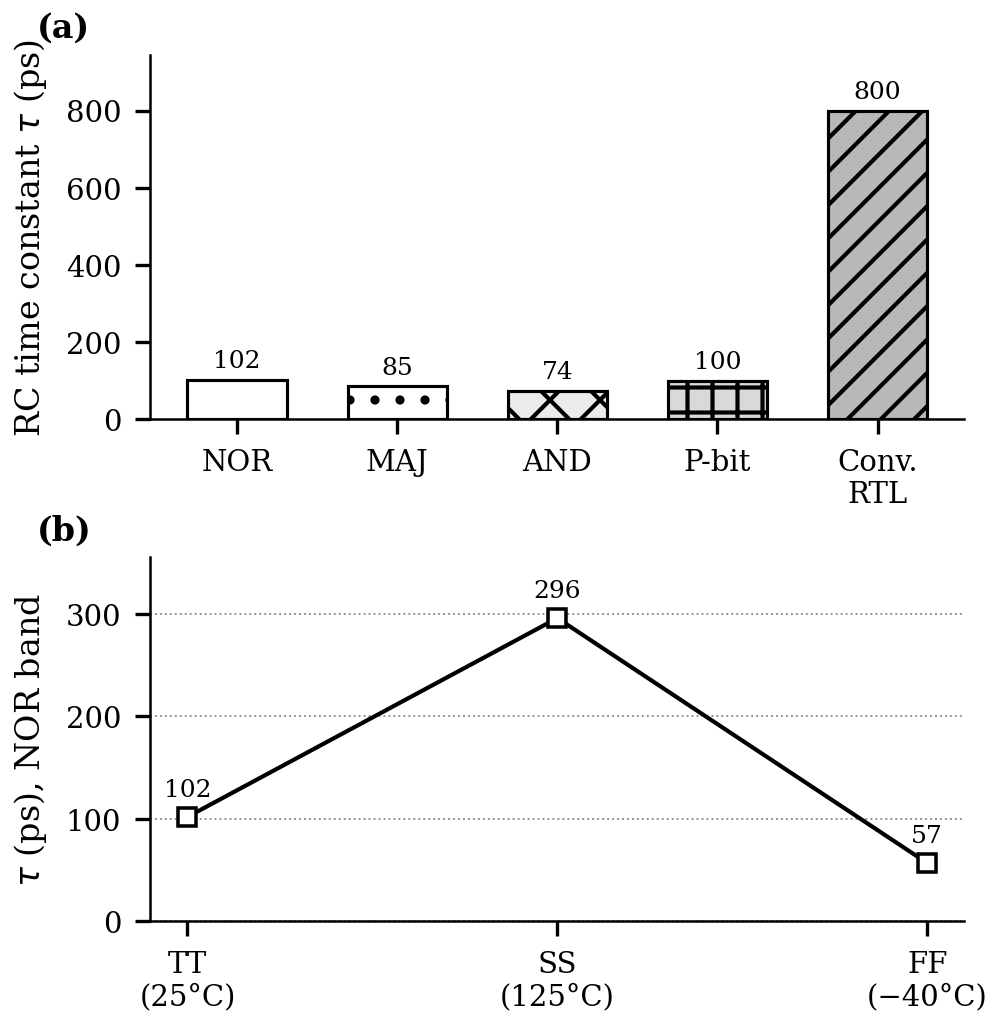 (a)
RC time constant τ (ps)
800
600
400
200
0
102
85
74
100
800
NOR
MAJ
AND
P-bit
Conv.
RTL
(b)
τ (ps), NOR band
300
200
100
0
102
296
57
TT
(25°C)
SS
(125°C)
FF
(−40°C)